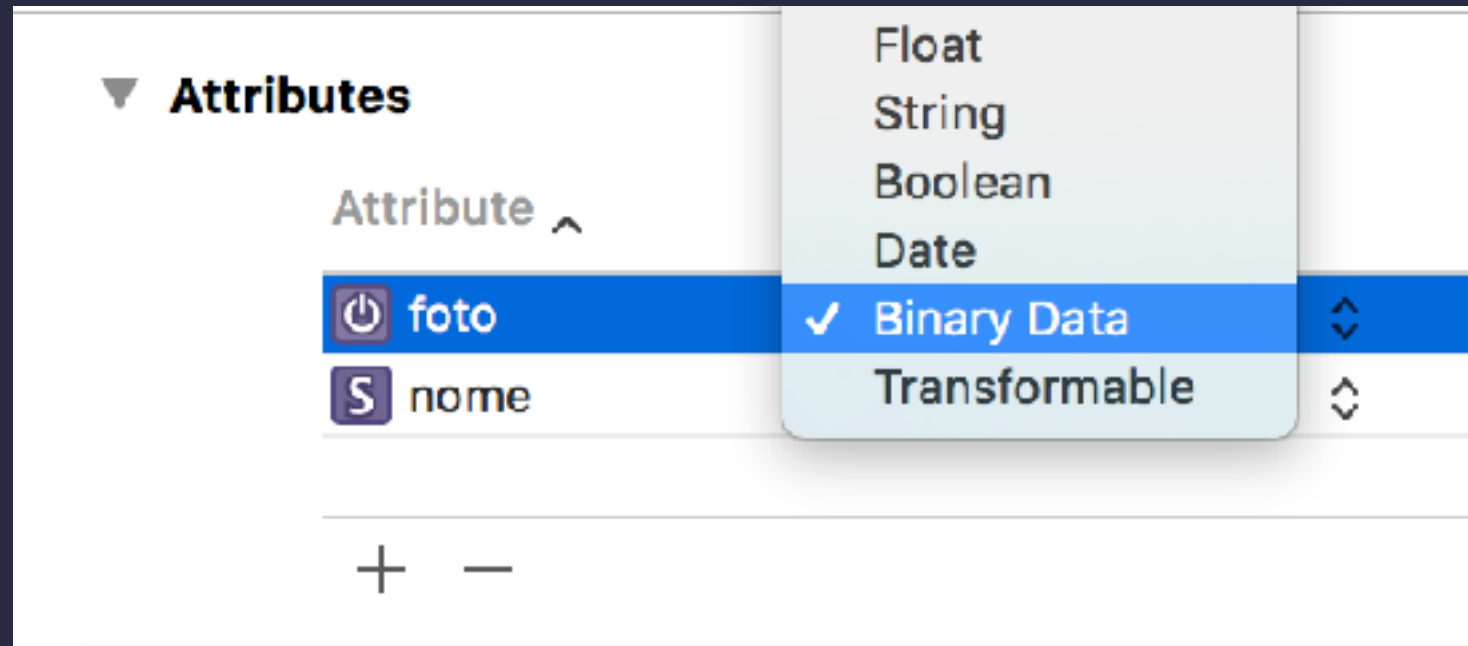 Float
Attributes
String
Boolean
Attribute
Date
foto
✓ Binary Data
S nome
Transformable
+ −